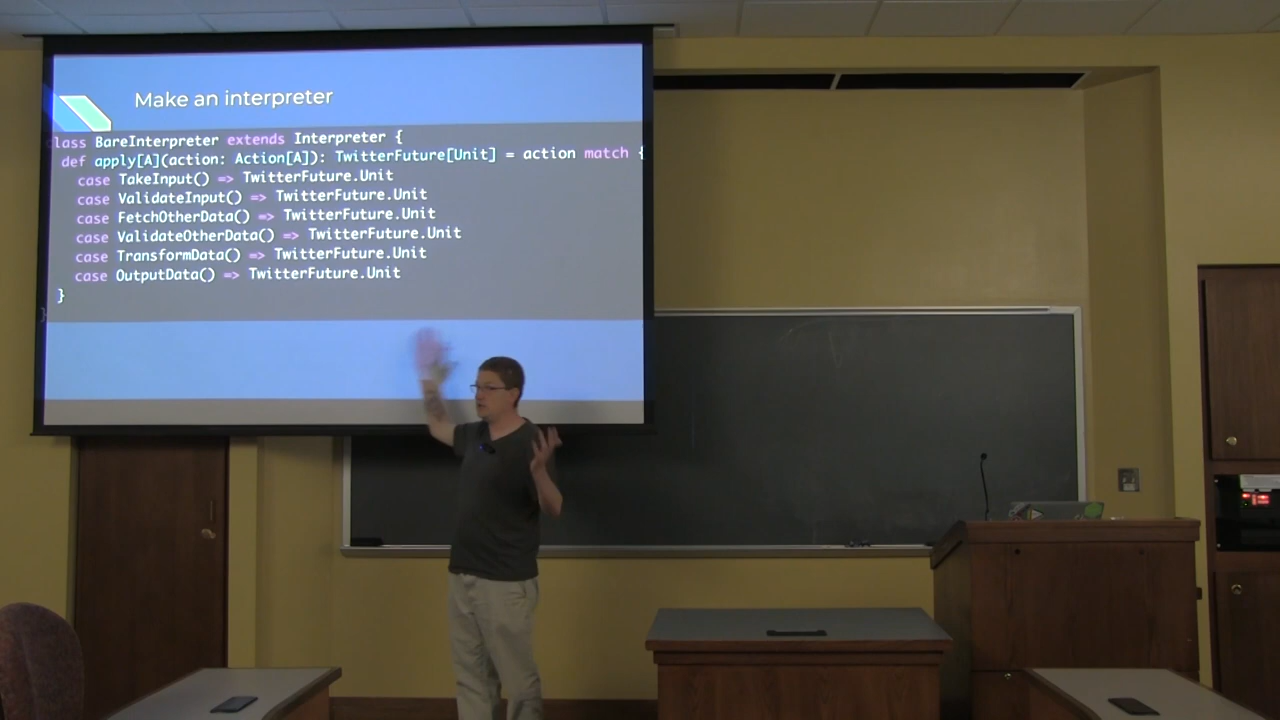 Make an interpreter
class BareInterpreter extends Interpreter {
def apply[A](action: Action[A]): TwitterFuture[Unit] = action match {
case TakeInput() => TwitterFuture.Unit
case ValidateInput() => TwitterFuture.Unit
case FetchOtherData() => TwitterFuture.Unit
case ValidateOtherData() => TwitterFuture.Unit
case TransformData() => TwitterFuture.Unit
case OutputData() => TwitterFuture.Unit
}
}